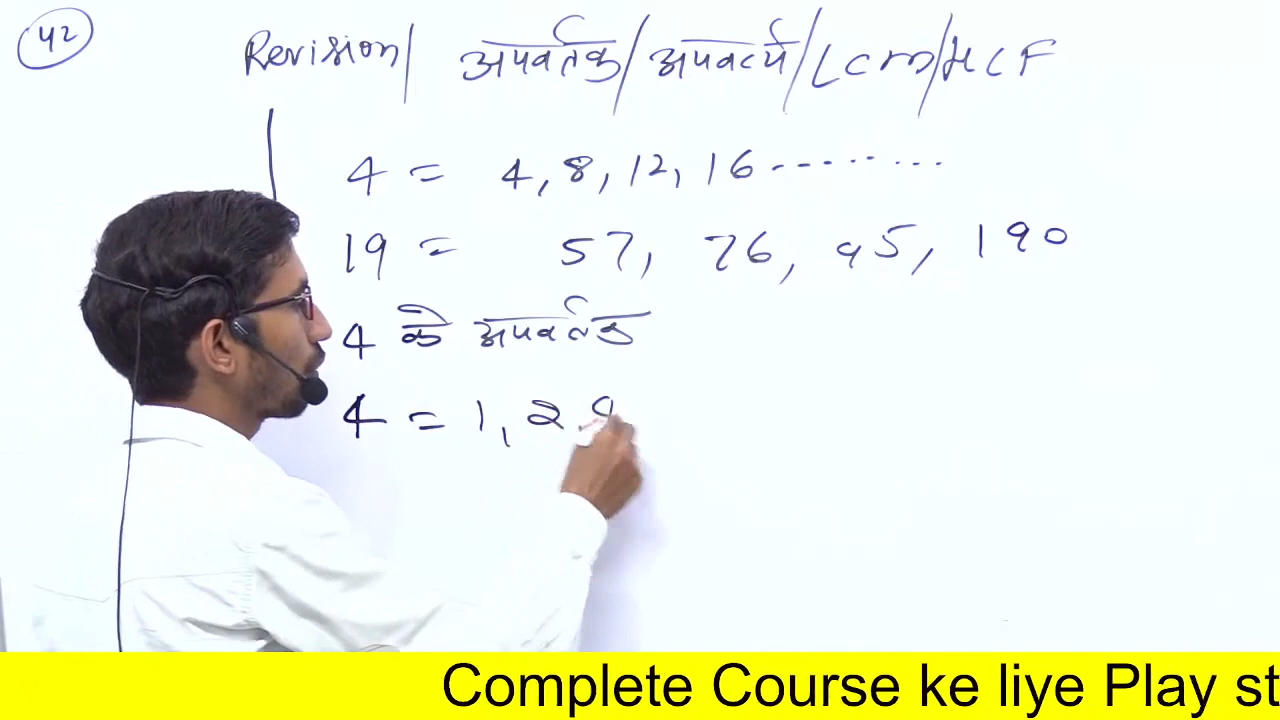 42
Revision/ अपवर्तक/ अपवर्त्य/ LCM/ HCF
4 = 4, 8, 12, 16.........
19 = 57, 76, 95, 190
4 के अपवर्तक
4 = 1, 2,
Complete Course ke liye Play st